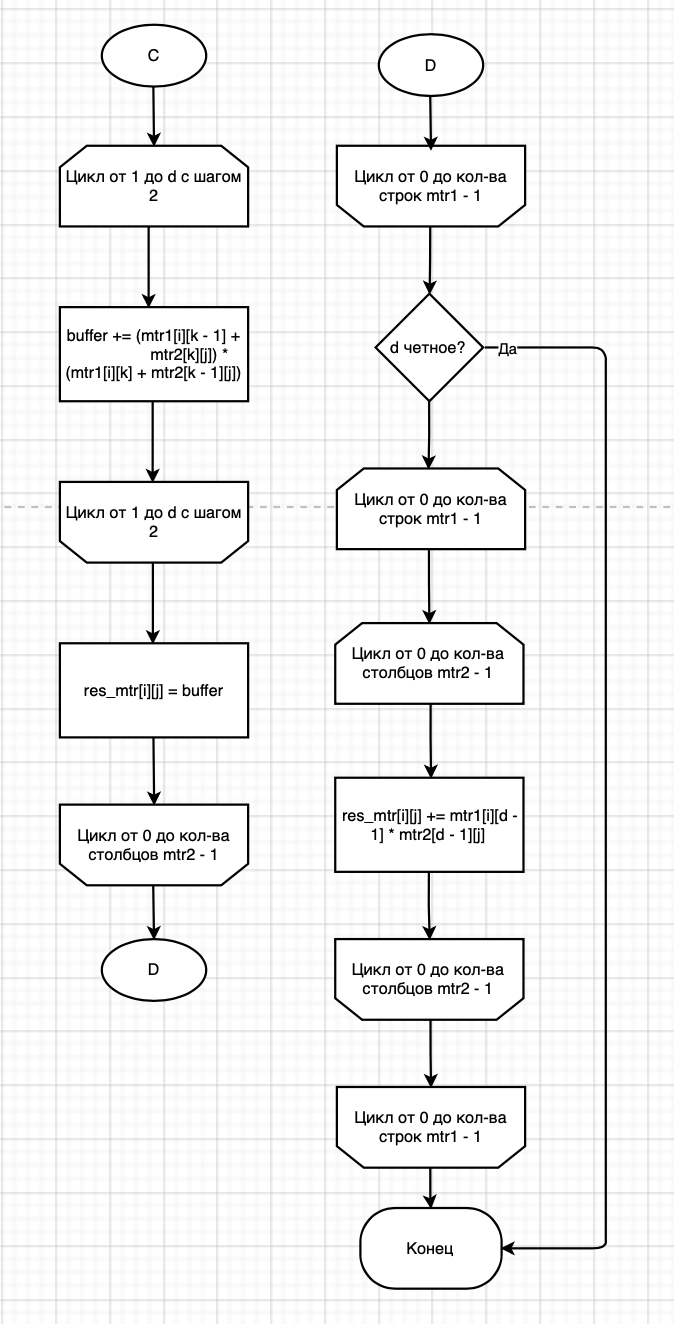 C
Цикл от 1 до d с шагом
2
buffer += (mtr1[i][k - 1] +
mtr2[k][j]) *
(mtr1[i][k] + mtr2[k - 1][j])
Цикл от 1 до d с шагом
2
res_mtr[i][j] = buffer
Цикл от 0 до кол-ва
столбцов mtr2 - 1
D
D
Цикл от 0 до кол-ва
строк mtr1 - 1
d четное?
Да
Цикл от 0 до кол-ва
строк mtr1 - 1
Цикл от 0 до кол-ва
столбцов mtr2 - 1
res_mtr[i][j] += mtr1[i][d -
1] * mtr2[d - 1][j]
Цикл от 0 до кол-ва
столбцов mtr2 - 1
Цикл от 0 до кол-ва
строк mtr1 - 1
Конец